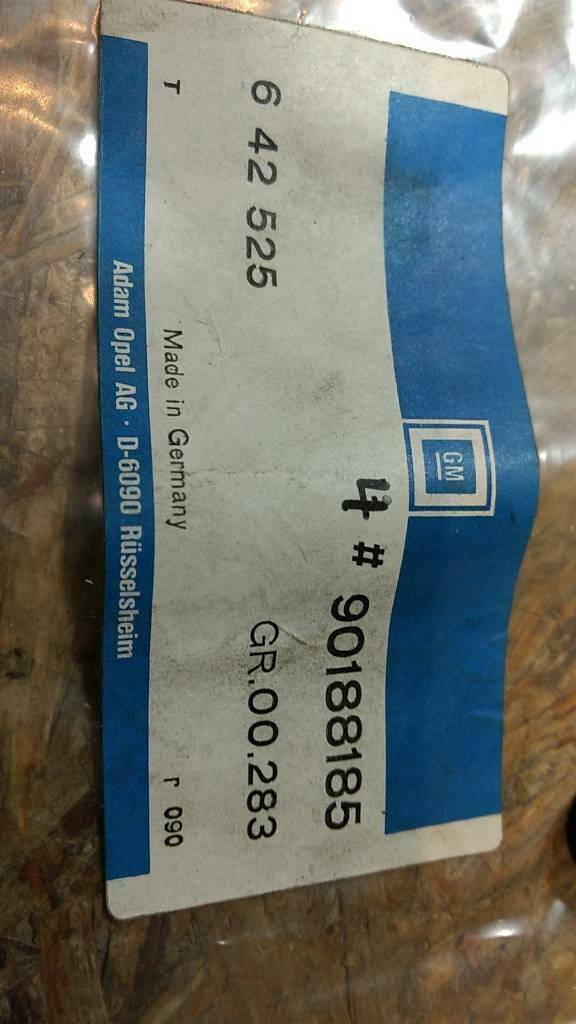 GM
4 # 90188185
6 42 525 GR.00.283
T Made in Germany r 090
Adam Opel AG · D-6090 Rüsselsheim